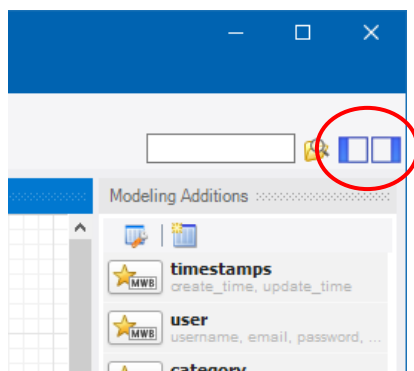 Modeling Additions
MWB
timestamps
create_time, update_time
MWB
user
username, email, password, ...
category